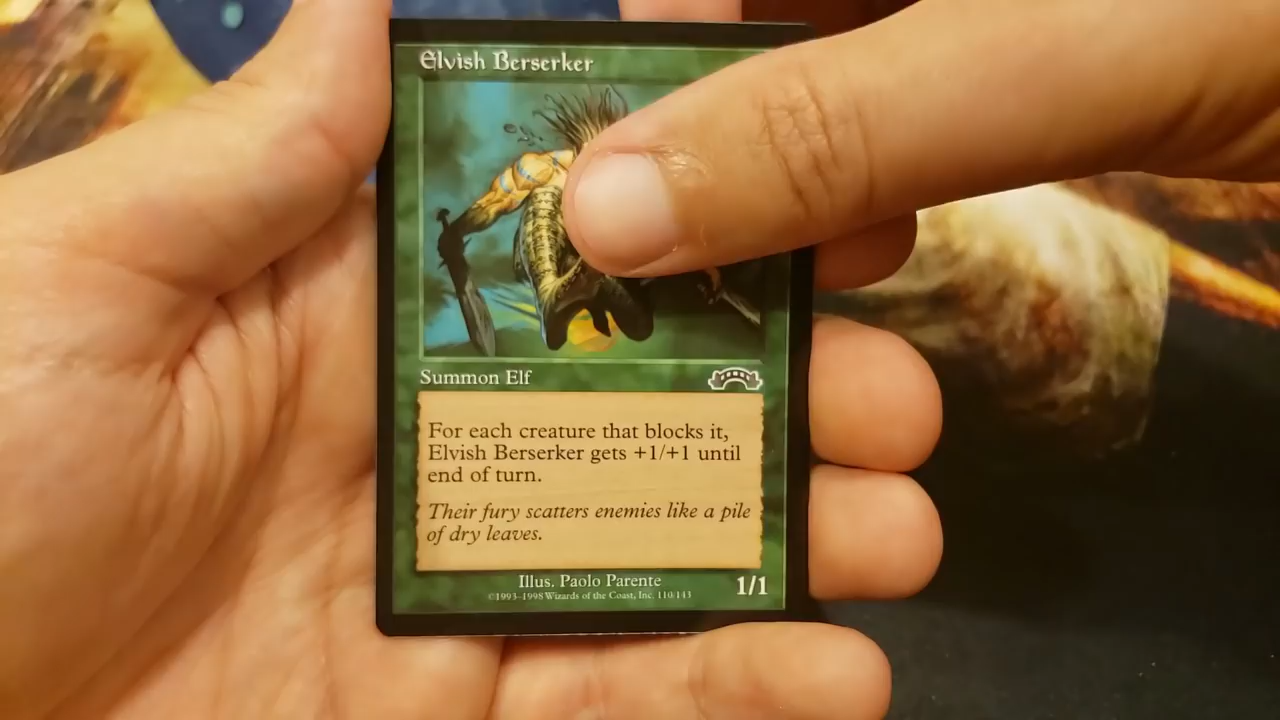 Elvish Berserker
Summon Elf
For each creature that blocks it,
Elvish Berserker gets +1/+1 until
end of turn.
Their fury scatters enemies like a pile
of dry leaves.
Illus. Paolo Parente
1/1
©1993–1998 Wizards of the Coast, Inc. 110/143